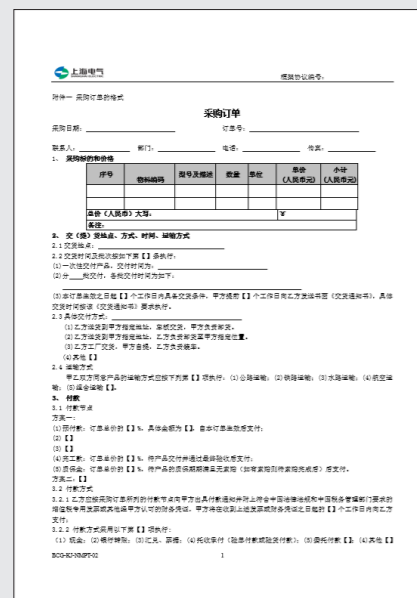 上海电气
SHANGHAI ELECTRIC
框架协议编号:
附件一 采购订单的格式
采购订单
采购日期: 订单号:
联系人: 部门: 电话: 传真:
1、 采购标的和价格
序号 物料编码 型号及描述 数量 单位 单价 (人民币元) 小计 (人民币元)
总价(人民币)大写: ¥
备注:
2、 交(提)货地点、方式、时间、运输方式
2.1 交货地点:
2.2 交货时间及批次按如下第【】条执行:
(1)一次性交付产品,交付时间为:
(2)分 批交付,各批交付时间为如下:
(3)本订单生效之日起【】个工作日内具备交货条件,甲方提前【】个工作日向乙方发送书面《交货通知书》,具体
交货时间按该《交货通知书》要求执行。
2.3 具体交付方式:
(1)乙方送货到甲方指定地址,车板交货,甲方负责卸货。
(2)乙方送货到甲方指定地址,乙方负责卸货至甲方指定位置。
(3)乙方工厂交货,甲方自提,乙方负责装车。
(4)其他【】
2.4 运输方式
甲乙双方同意产品的运输方式应按下列第【】项执行:(1)公路运输;(2)铁路运输;(3)水路运输;(4)航空运
输;(5)组合运输【】。
3、 付款
3.1 付款节点
方案一:
(1)预付款:订单总价的【】%,具体金额为【】,自本订单生效后支付;
(2)【】
(3)【】
(4)完工款:订单总价的【】%,待产品交付并通过最终验收后支付;
(5)质保金:订单总价的【】%,待产品的质保期期满且无索赔(如有索赔则待索赔完成后)后支付。
方案二:【】
3.2 付款方式
3.2.1 乙方应按采购订单所列的付款节点向甲方出具付款通知并附上符合中国法律法规和中国税务管理部门要求的
增值税专用发票或其他经甲方认可的财务凭证,甲方将在收到上述发票或财务凭证之日起的【】个工作日内向乙方
支付;
3.2.2 付款方式采用以下第【】项执行:
(1)现金;(2)银行转账;(3)汇兑、票据;(4)托收承付(验单付款或验货付款);(5)委托付款【】;(6)其他【】
BCG-KJ-NMPT-02 1